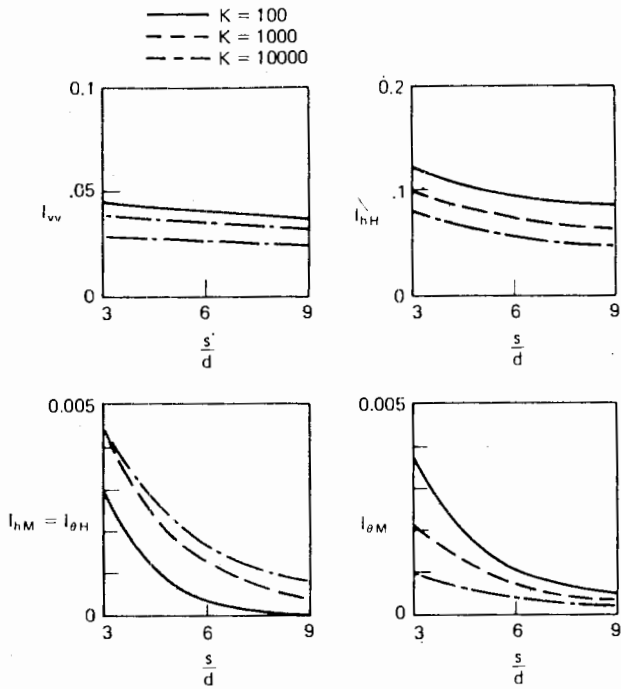 K = 100
K = 1000
K = 10000
0.1
.05
0
I_vv
3 6 9
s/d
0.2
0.1
0
I_hH
3 6 9
s/d
0.005
0
I_hM = I_θH
3 6 9
s/d
0.005
0
I_θM
3 6 9
s/d